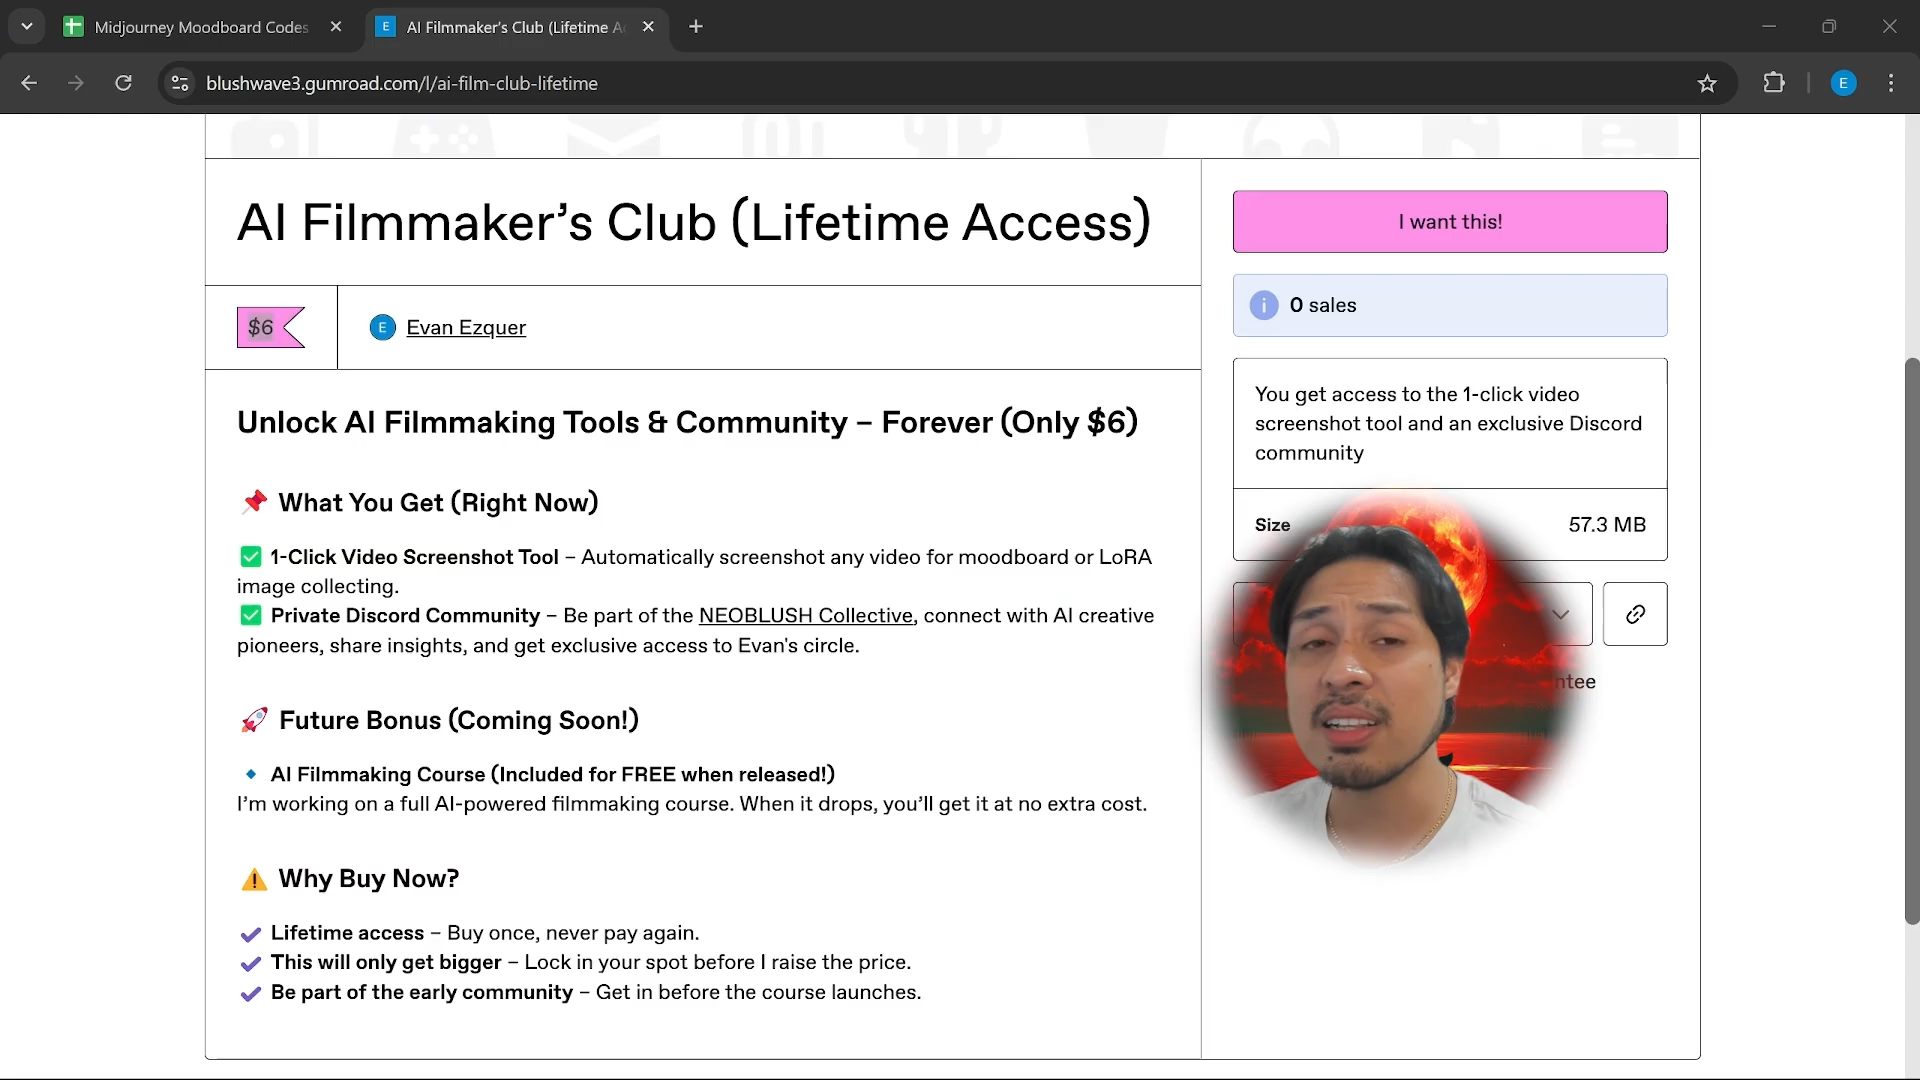 Midjourney Moodboard Codes
E
AI Filmmaker's Club (Lifetime A
blushwave3.gumroad.com/l/ai-film-club-lifetime
E
AI Filmmaker's Club (Lifetime Access)
$6
E
Evan Ezquer
Unlock AI Filmmaking Tools & Community – Forever (Only $6)
📌 What You Get (Right Now)
✅ 1-Click Video Screenshot Tool – Automatically screenshot any video for moodboard or LoRA
image collecting.
✅ Private Discord Community – Be part of the NEOBLUSH Collective, connect with AI creative
pioneers, share insights, and get exclusive access to Evan's circle.
🚀 Future Bonus (Coming Soon!)
🔹 AI Filmmaking Course (Included for FREE when released!)
I'm working on a full AI-powered filmmaking course. When it drops, you'll get it at no extra cost.
⚠️ Why Buy Now?
✔ Lifetime access – Buy once, never pay again.
✔ This will only get bigger – Lock in your spot before I raise the price.
✔ Be part of the early community – Get in before the course launches.
I want this!
i
0 sales
You get access to the 1-click video
screenshot tool and an exclusive Discord
community
Size
57.3 MB
ntee